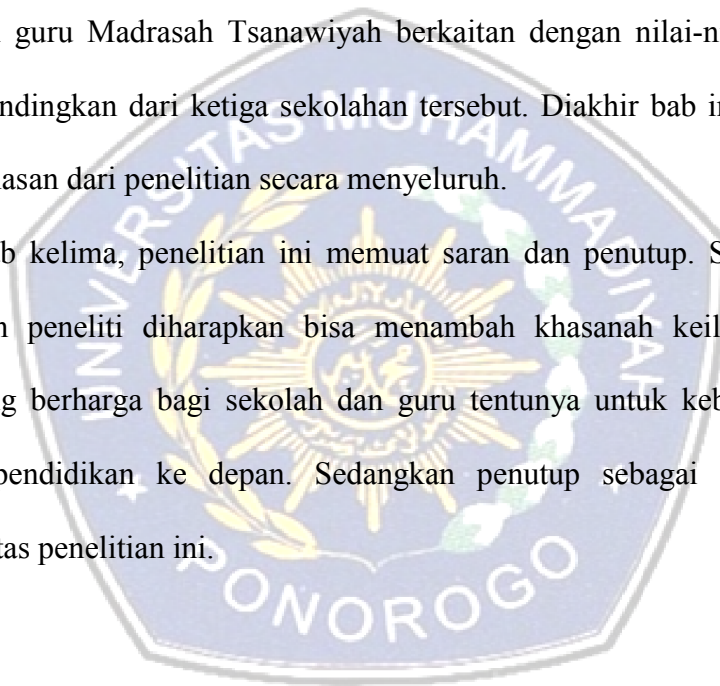 guru Madrasah Tsanawiyah berkaitan dengan nilai-n
ndingkan dari ketiga sekolahan tersebut. Diakhir bab in
asan dari penelitian secara menyeluruh.
b kelima, penelitian ini memuat saran dan penutup. S
n peneliti diharapkan bisa menambah khasanah keil
g berharga bagi sekolah dan guru tentunya untuk keb
pendidikan ke depan. Sedangkan penutup sebagai
tas penelitian ini.
UNIVERSITAS MUHAMMADIYAH
PONOROGO